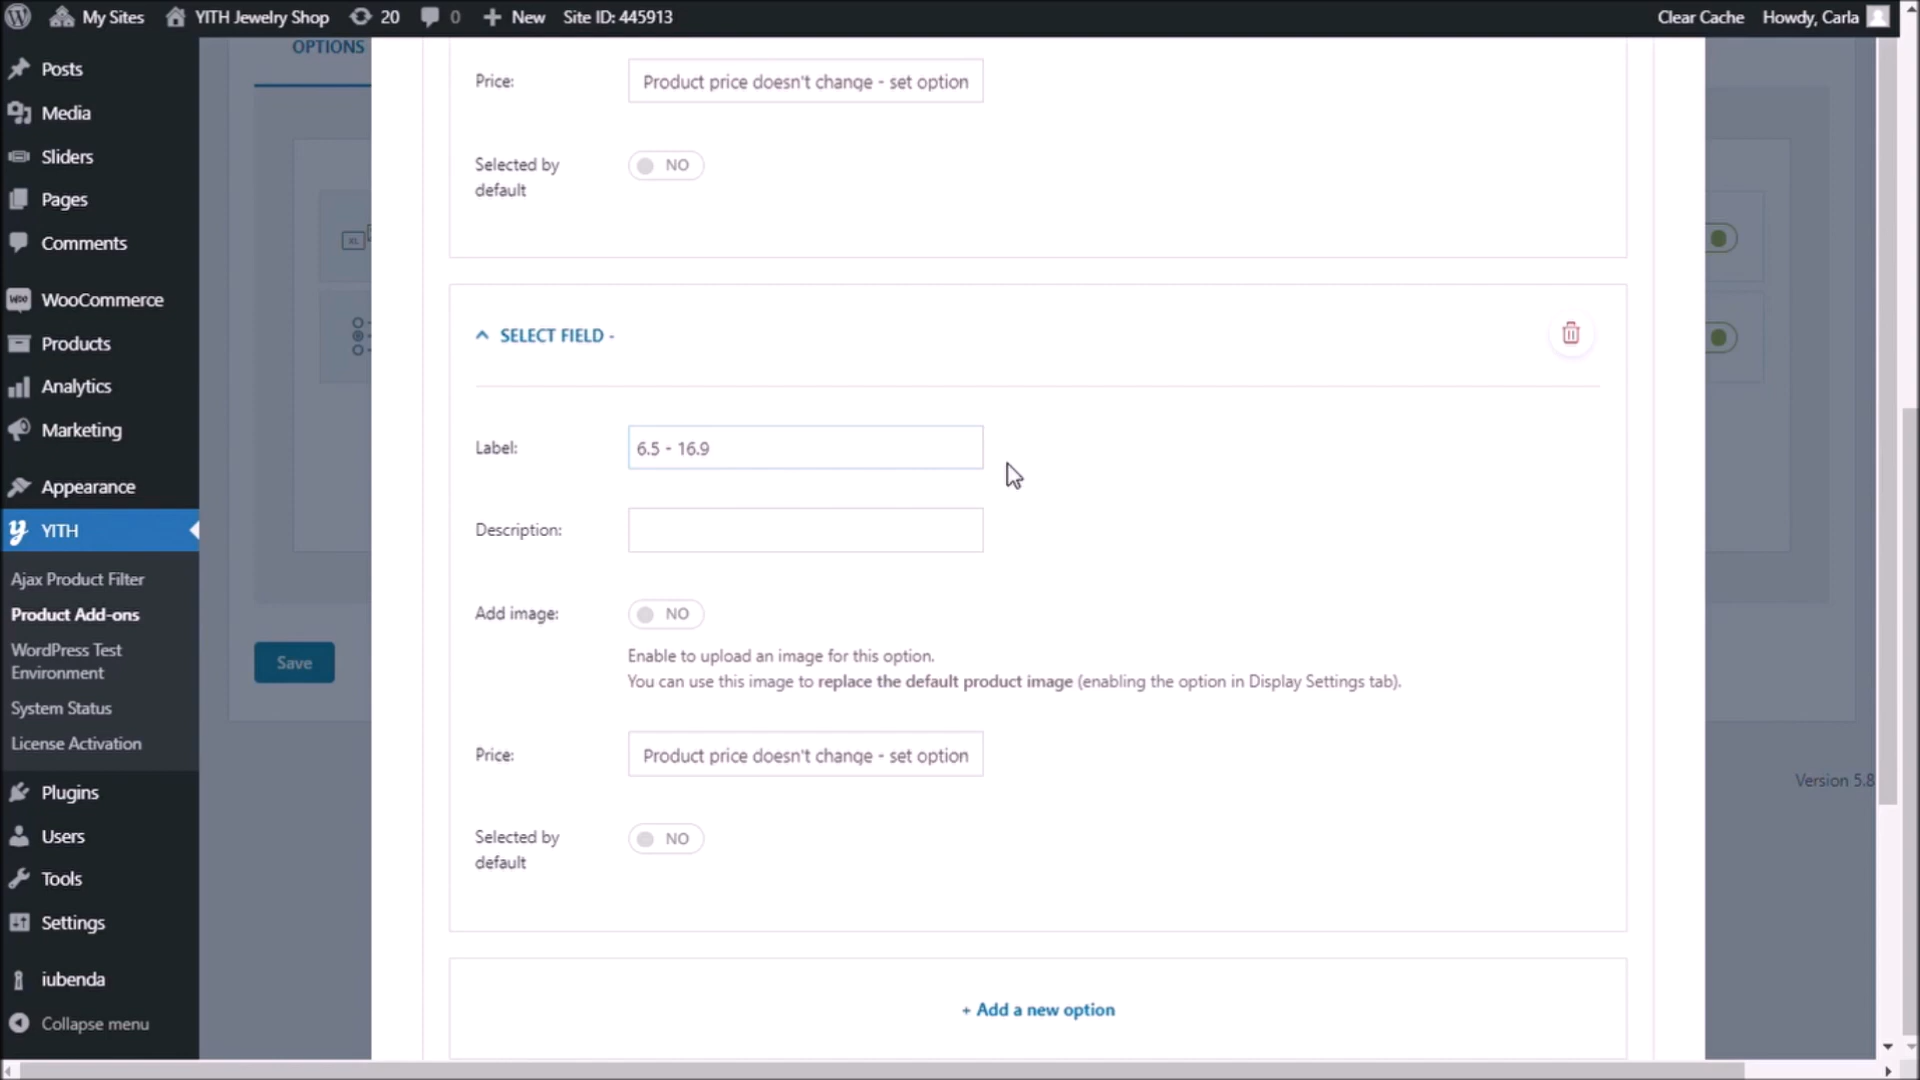 My Sites
YITH Jewelry Shop
20
0
New
Site ID: 445913
Clear Cache
Howdy, Carla
Posts
Media
Sliders
Pages
Comments
WooCommerce
Products
Analytics
Marketing
Appearance
YITH
Ajax Product Filter
Product Add-ons
WordPress Test
Environment
System Status
License Activation
Plugins
Users
Tools
Settings
iubenda
Collapse menu
OPTIONS
XL
Save
Price:
Product price doesn't change - set option
Selected by
default
NO
SELECT FIELD -
Label:
6.5 - 16.9
Description:
Add image:
NO
Enable to upload an image for this option.
You can use this image to replace the default product image (enabling the option in Display Settings tab).
Price:
Product price doesn't change - set option
Selected by
default
NO
+ Add a new option
Version 5.8